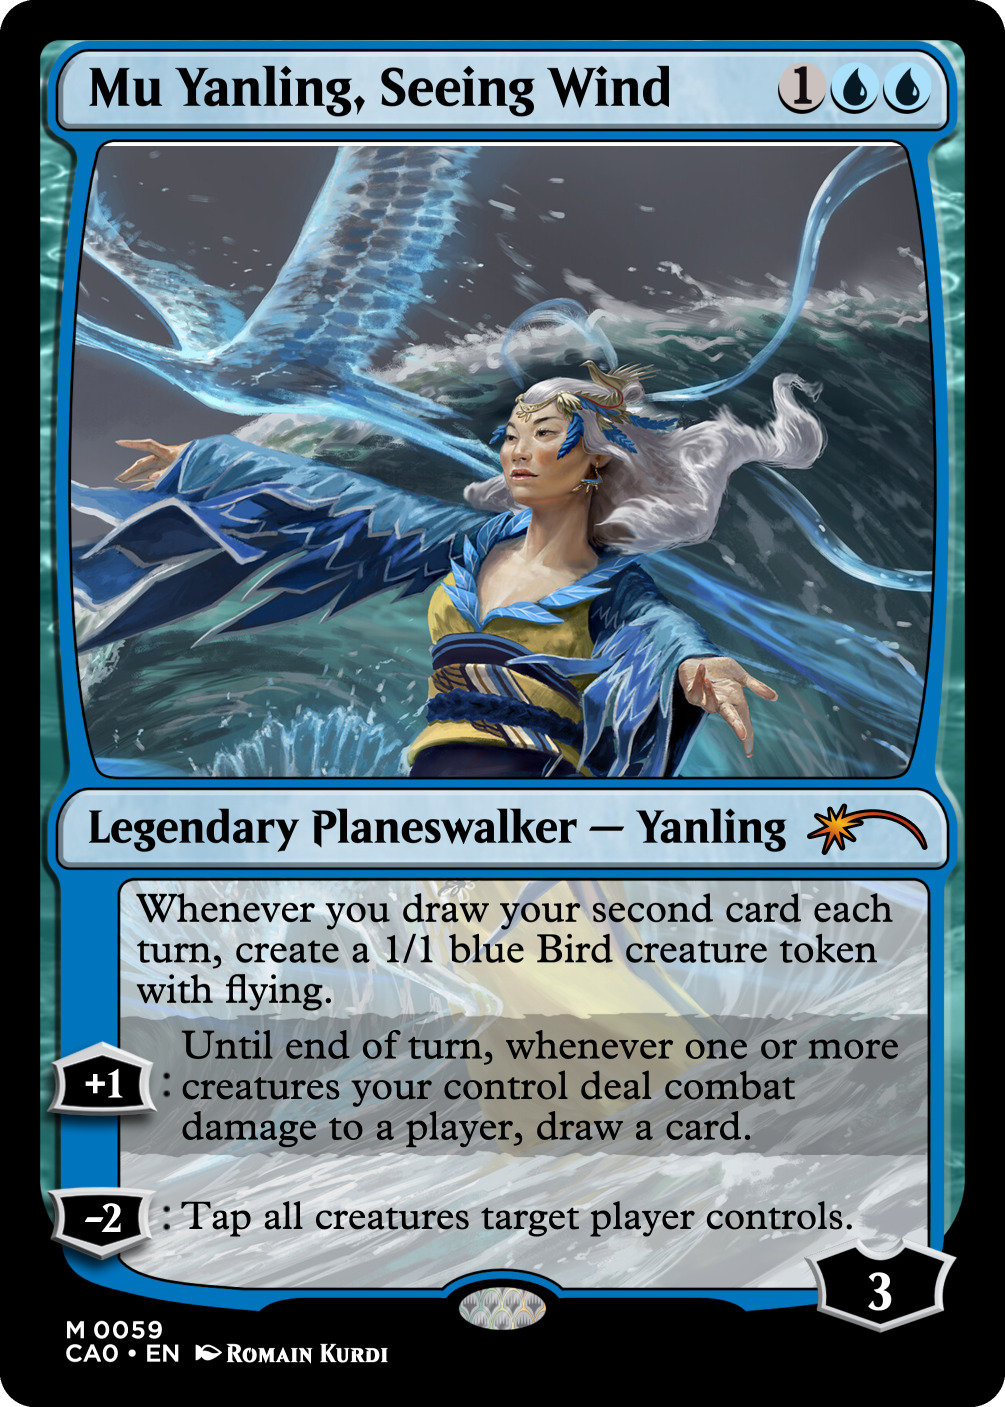 Mu Yanling, Seeing Wind 1
Legendary Planeswalker — Yanling
Whenever you draw your second card each
turn, create a 1/1 blue Bird creature token
with flying.
+1 : Until end of turn, whenever one or more
creatures your control deal combat
damage to a player, draw a card.
-2 : Tap all creatures target player controls.
3
M 0059
CAO • EN ROMAIN KURDI